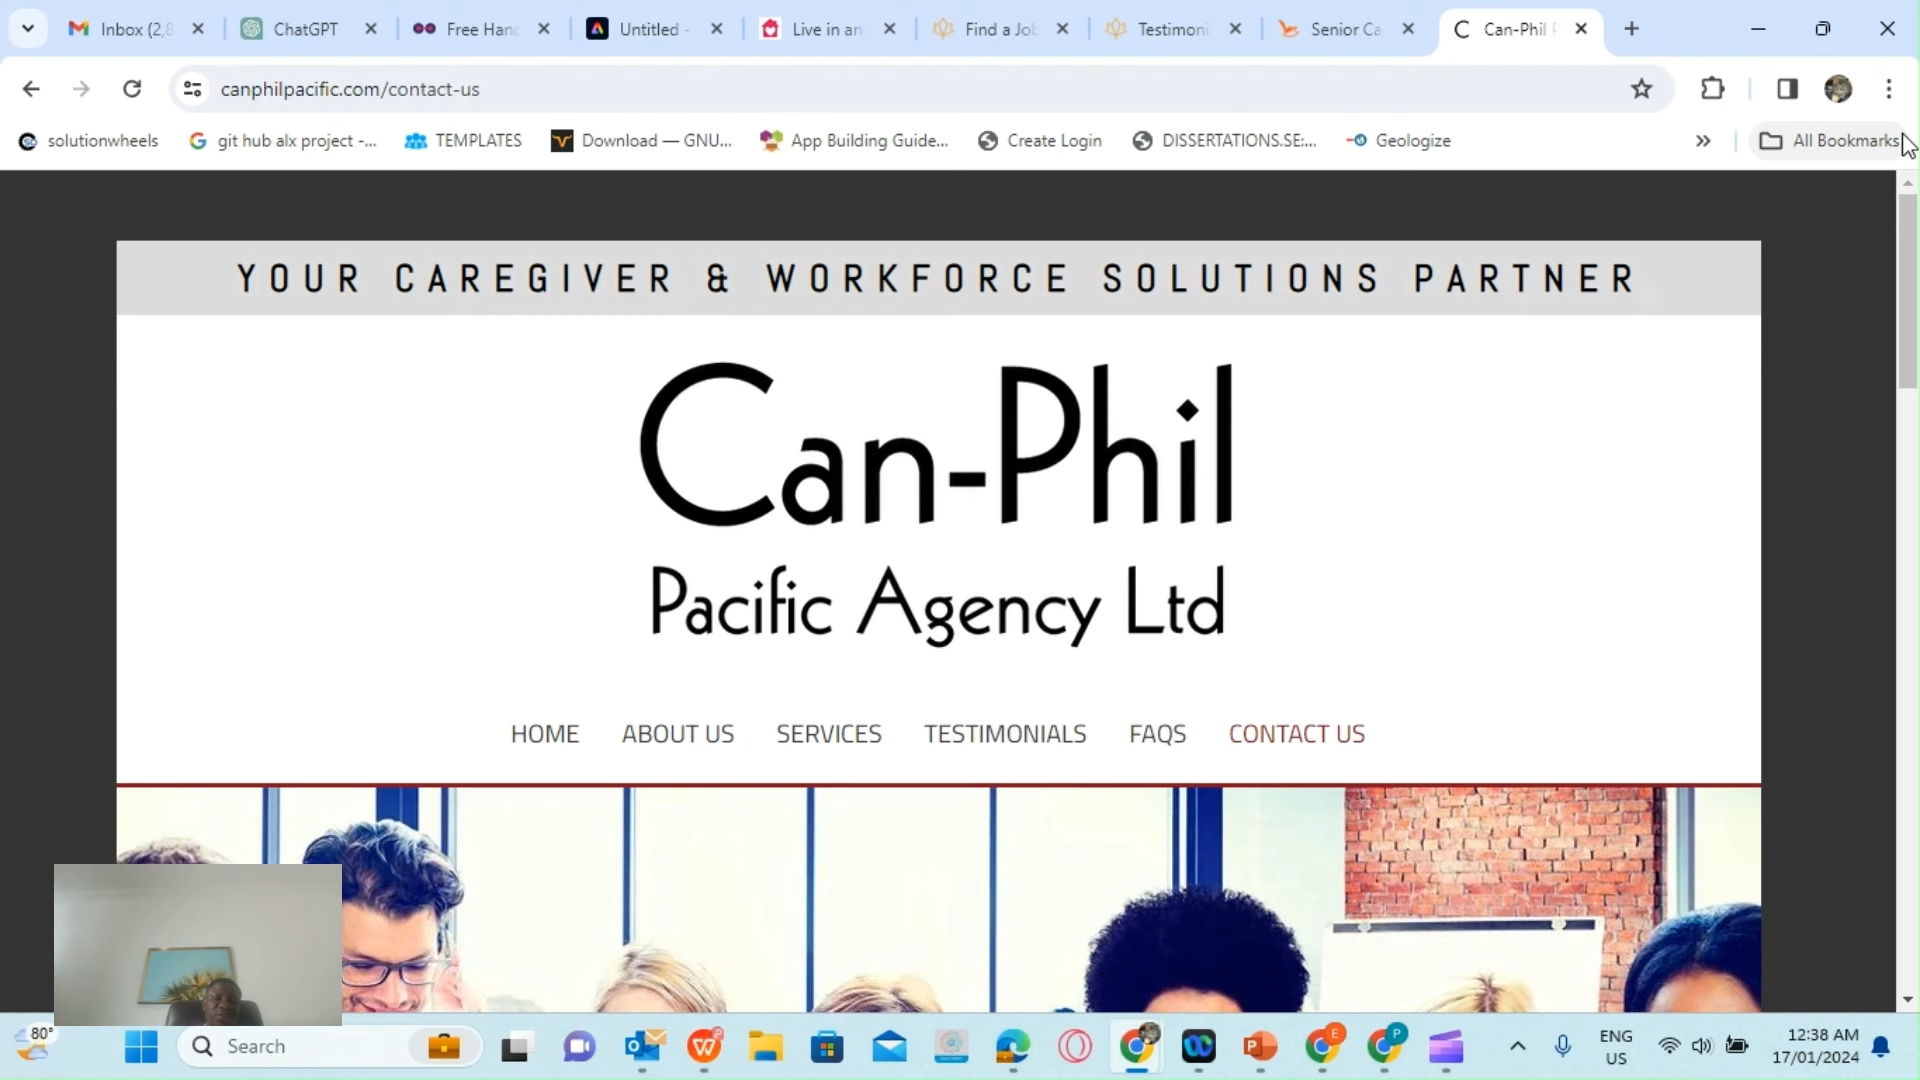 Inbox (2,8
ChatGPT
Free Hand
Untitled -
Live in an
Find a Job
Testimoni
Senior Ca
Can-Phil P
canphilpacific.com/contact-us
solutionwheels
git hub alx project -...
TEMPLATES
Download — GNU...
App Building Guide...
Create Login
DISSERTATIONS.SE:...
Geologize
All Bookmarks
YOUR CAREGIVER & WORKFORCE SOLUTIONS PARTNER
Can-Phil
Pacific Agency Ltd
HOME ABOUT US SERVICES TESTIMONIALS FAQS CONTACT US
80°
Search
ENG
US
12:38 AM
17/01/2024